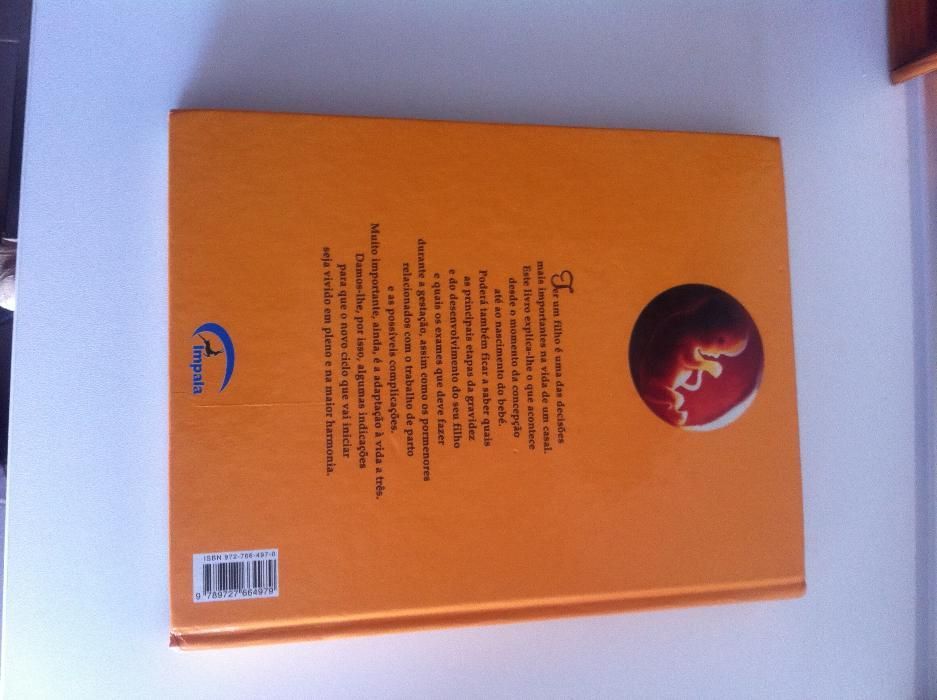 Ter um filho é uma das decisões
mais importantes na vida de um casal.
Este livro explica-lhe o que acontece
desde o momento da concepção
até ao nascimento do bebé.
Poderá também ficar a saber quais
as principais etapas da gravidez
e do desenvolvimento do seu filho
e quais os exames que deve fazer
durante a gestação, assim como os pormenores
relacionados com o trabalho de parto
e as possíveis complicações.
Muito importante, ainda, é a adaptação à vida a três.
Damos-lhe, por isso, algumas indicações
para que o novo ciclo que vai iniciar
seja vivido em pleno e na maior harmonia.
impala
ISBN 972-766-497-0
9 789727 664979